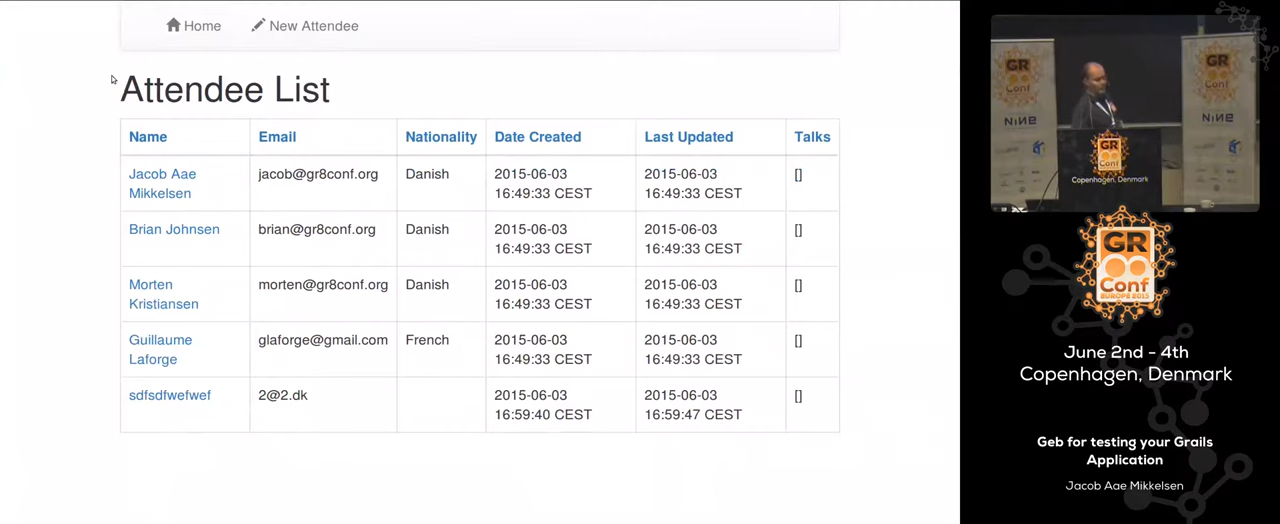 Home New Attendee
Attendee List
Name Email Nationality Date Created Last Updated Talks
Jacob Aae Mikkelsen jacob@gr8conf.org Danish 2015-06-03 16:49:33 CEST 2015-06-03 16:49:33 CEST []
Brian Johnsen brian@gr8conf.org Danish 2015-06-03 16:49:33 CEST 2015-06-03 16:49:33 CEST []
Morten Kristiansen morten@gr8conf.org Danish 2015-06-03 16:49:33 CEST 2015-06-03 16:49:33 CEST []
Guillaume Laforge glaforge@gmail.com French 2015-06-03 16:49:33 CEST 2015-06-03 16:49:33 CEST []
sdfsdfwefwef 2@2.dk 2015-06-03 16:59:40 CEST 2015-06-03 16:59:47 CEST []
GR
Conf
NINE
GR
Conf
NINE
GR
Conf
Copenhagen, Denmark
GR
Conf
EUROPE 2015
June 2nd - 4th
Copenhagen, Denmark
Geb for testing your Grails
Application
Jacob Aae Mikkelsen